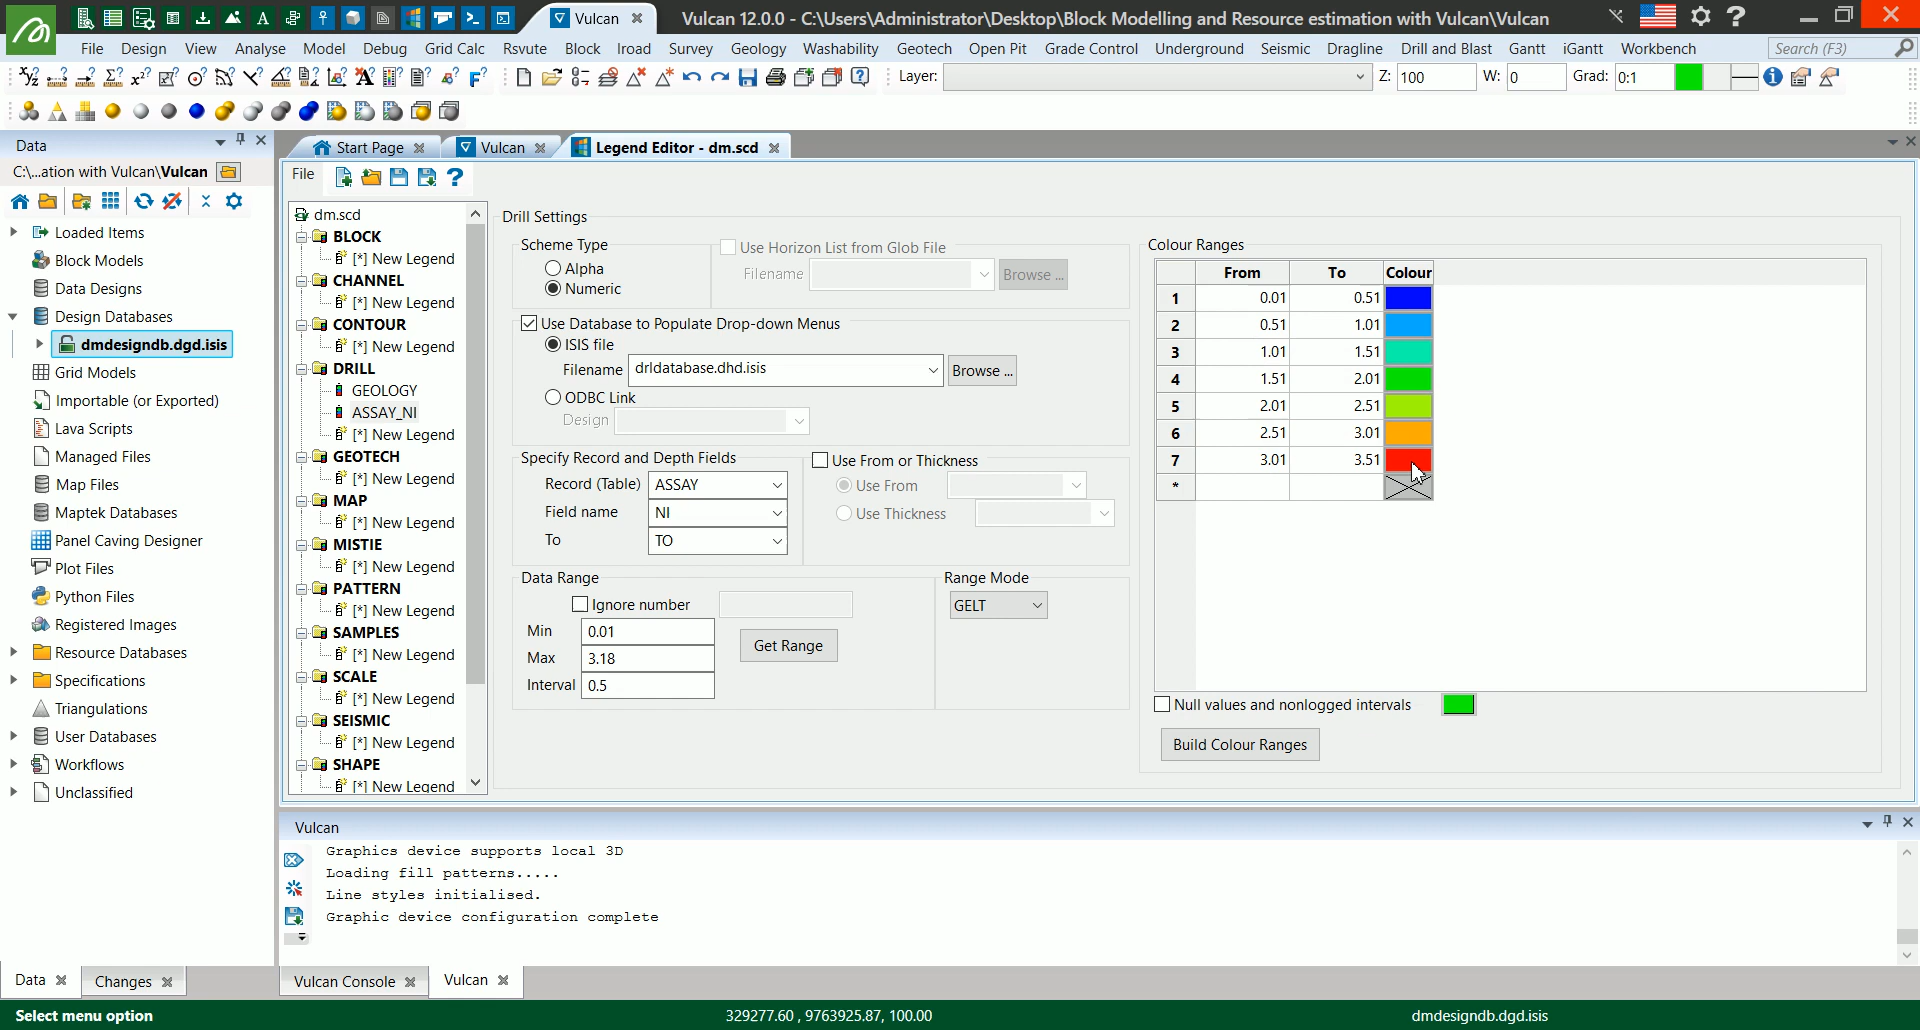 Vulcan
Vulcan 12.0.0 - C:\Users\Administrator\Desktop\Block Modelling and Resource estimation with Vulcan\Vulcan
File Design View Analyse Model Debug Grid Calc Rsvute Block Iroad Survey Geology Washability Geotech Open Pit Grade Control Underground Seismic Dragline Drill and Blast Gantt iGantt Workbench Search (F3)
Layer: Z: 100 W: 0 Grad: 0:1
Data
C:\...ation with Vulcan\Vulcan
Loaded Items
Block Models
Data Designs
Design Databases
dmdesigndb.dgd.isis
Grid Models
Importable (or Exported)
Lava Scripts
Managed Files
Map Files
Maptek Databases
Panel Caving Designer
Plot Files
Python Files
Registered Images
Resource Databases
Specifications
Triangulations
User Databases
Workflows
Unclassified
Data Changes
Start Page Vulcan Legend Editor - dm.scd
File
dm.scd
BLOCK
[*] New Legend
CHANNEL
[*] New Legend
CONTOUR
[*] New Legend
DRILL
GEOLOGY
ASSAY_NI
[*] New Legend
GEOTECH
[*] New Legend
MAP
[*] New Legend
MISTIE
[*] New Legend
PATTERN
[*] New Legend
SAMPLES
[*] New Legend
SCALE
[*] New Legend
SEISMIC
[*] New Legend
SHAPE
[*] New Legend
Drill Settings
Scheme Type
Alpha
Numeric
Use Horizon List from Glob File
Filename Browse ...
Use Database to Populate Drop-down Menus
ISIS file
Filename drldatabase.dhd.isis Browse ...
ODBC Link
Design
Specify Record and Depth Fields
Record (Table) ASSAY
Field name NI
To TO
Use From or Thickness
Use From
Use Thickness
Data Range
Ignore number
Min 0.01
Max 3.18
Interval 0.5
Get Range
Range Mode
GELT
Colour Ranges
From To Colour
1 0.01 0.51
2 0.51 1.01
3 1.01 1.51
4 1.51 2.01
5 2.01 2.51
6 2.51 3.01
7 3.01 3.51
*
Null values and nonlogged intervals
Build Colour Ranges
Vulcan
Graphics device supports local 3D
Loading fill patterns.....
Line styles initialised.
Graphic device configuration complete
Vulcan Console Vulcan
Select menu option 329277.60 , 9763925.87, 100.00 dmdesigndb.dgd.isis